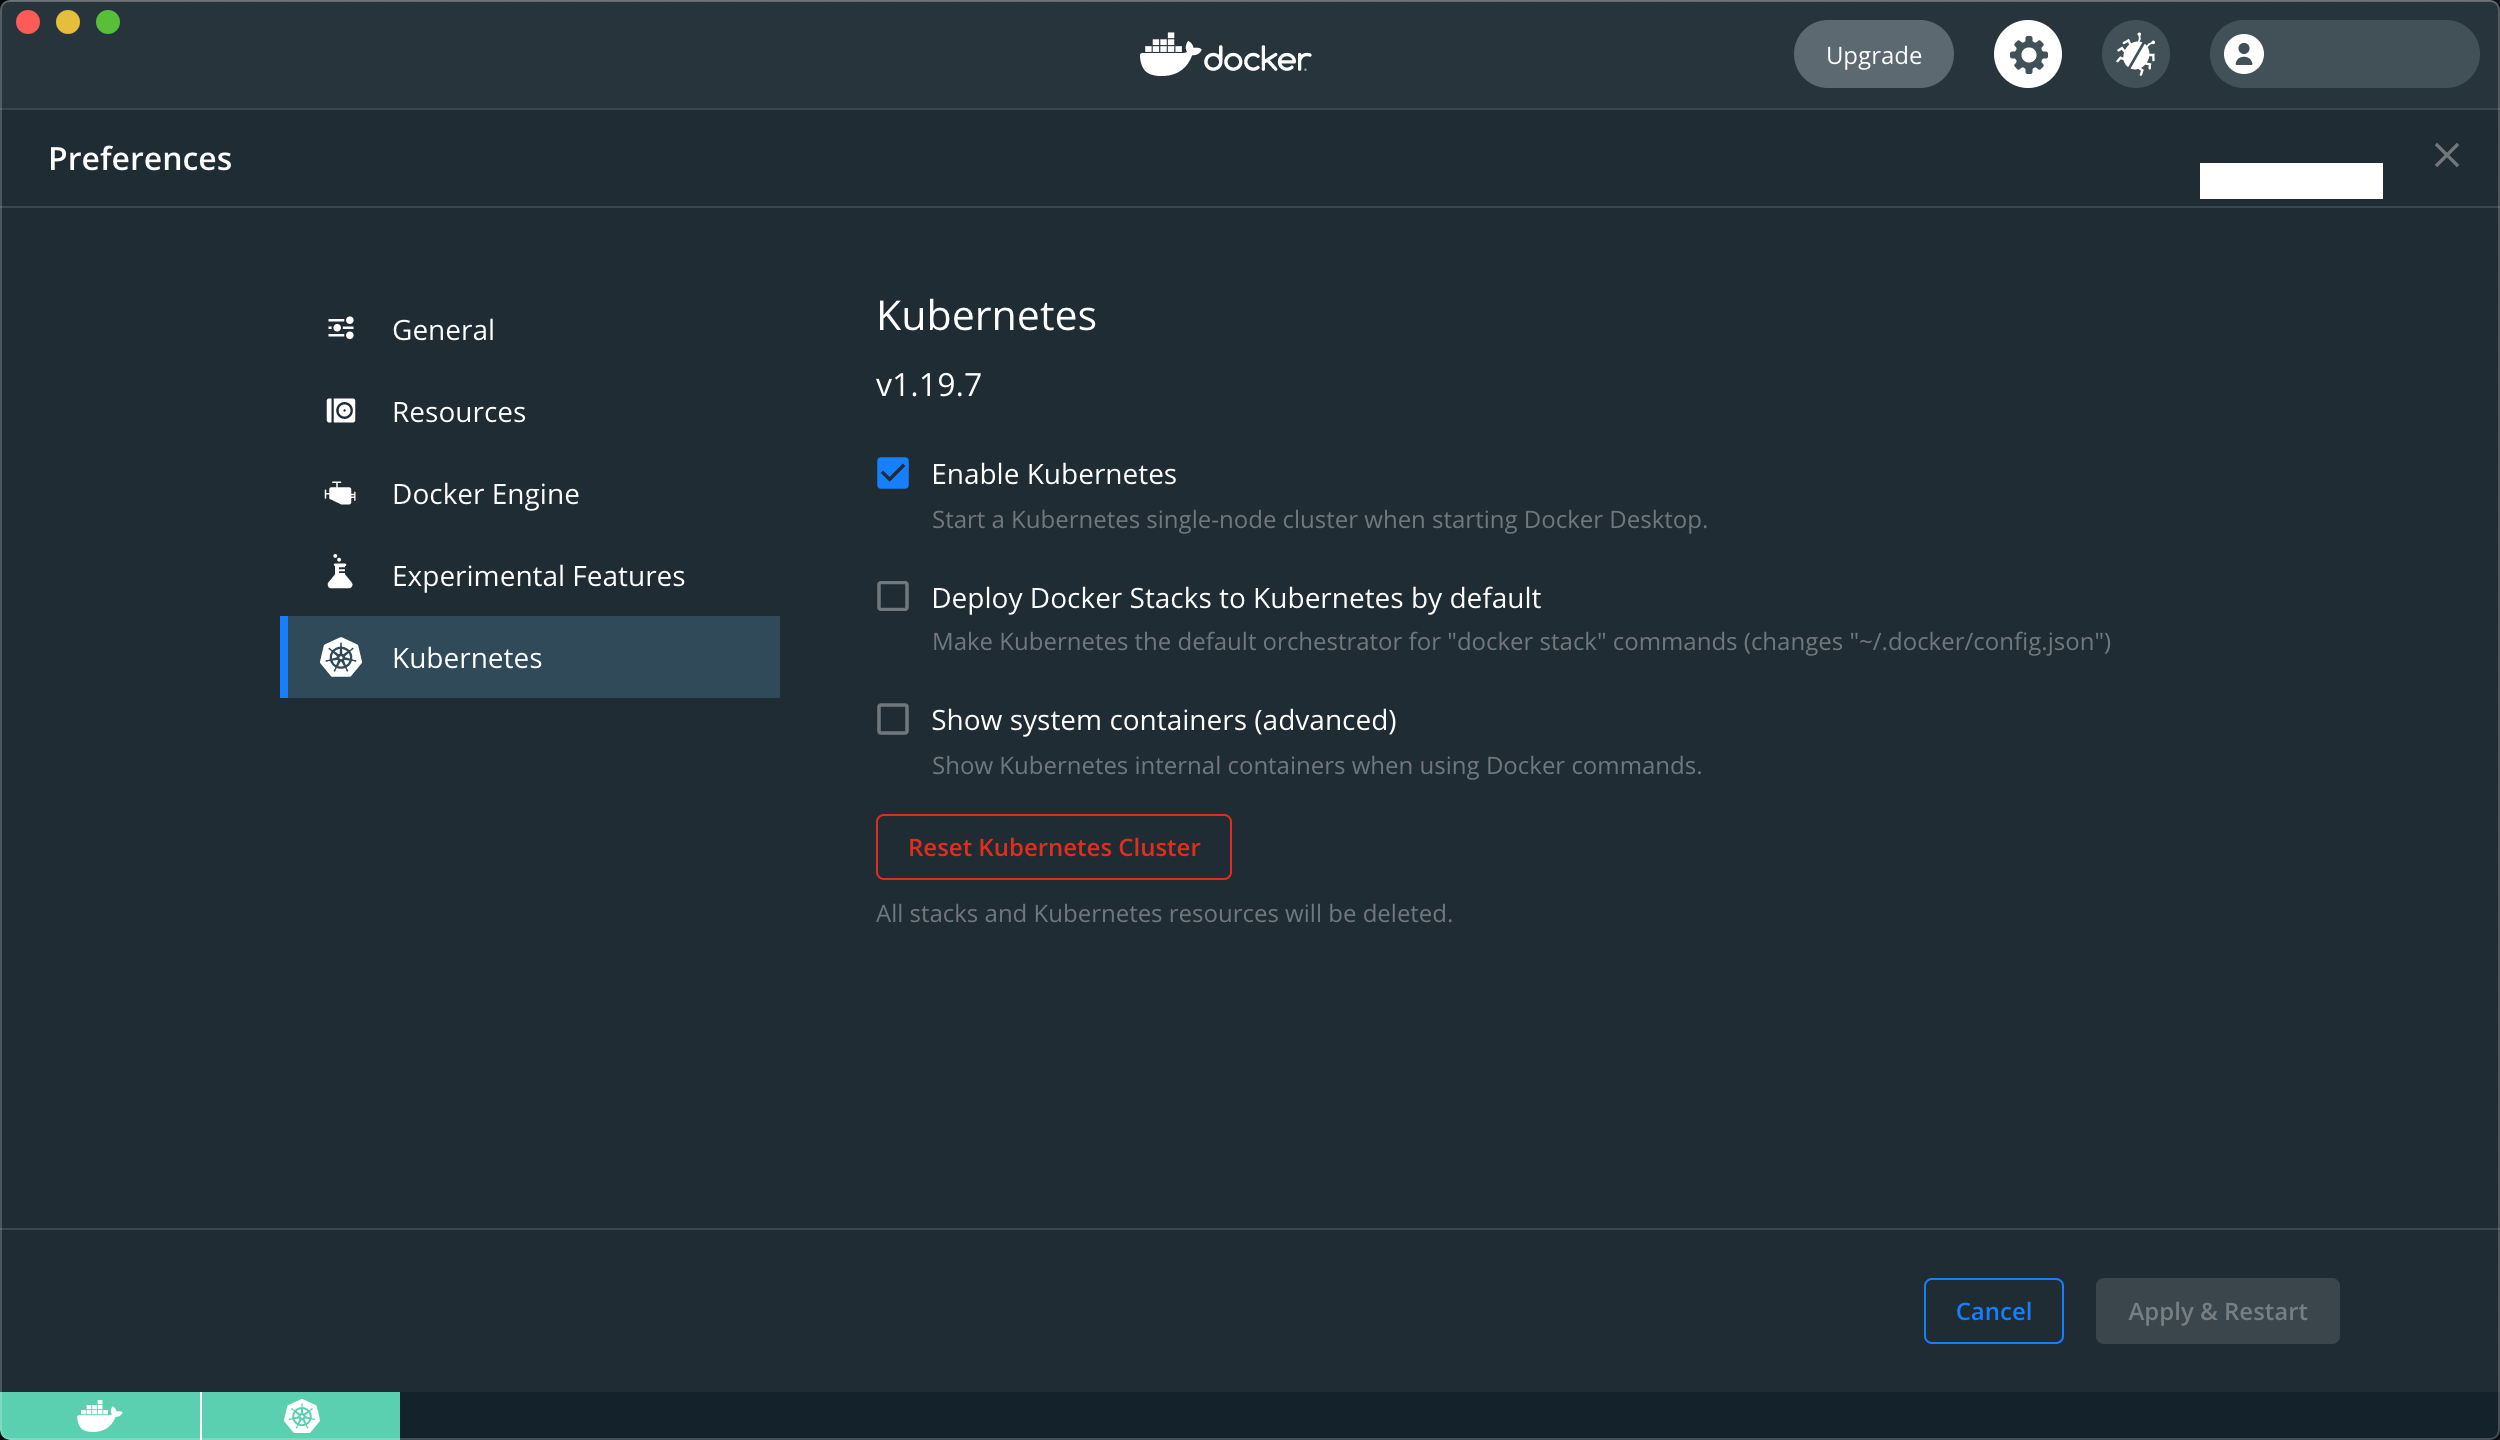 docker
Upgrade
Preferences
General
Resources
Docker Engine
Experimental Features
Kubernetes
Kubernetes
v1.19.7
Enable Kubernetes
Start a Kubernetes single-node cluster when starting Docker Desktop.
Deploy Docker Stacks to Kubernetes by default
Make Kubernetes the default orchestrator for "docker stack" commands (changes "~/.docker/config.json")
Show system containers (advanced)
Show Kubernetes internal containers when using Docker commands.
Reset Kubernetes Cluster
All stacks and Kubernetes resources will be deleted.
Cancel
Apply & Restart